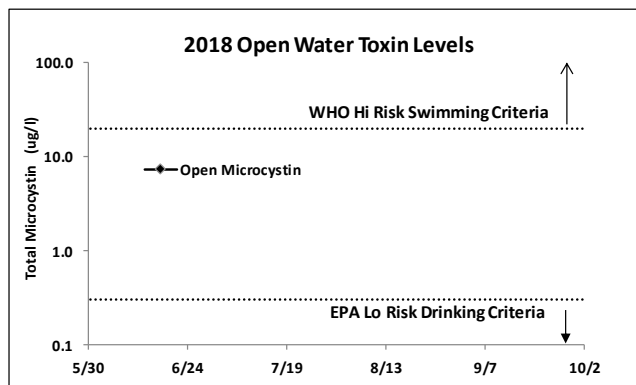 2018 Open Water Toxin Levels
Total Microcystin (ug/l)
100.0
10.0
1.0
0.1
WHO Hi Risk Swimming Criteria
Open Microcystin
EPA Lo Risk Drinking Criteria
5/30 6/24 7/19 8/13 9/7 10/2